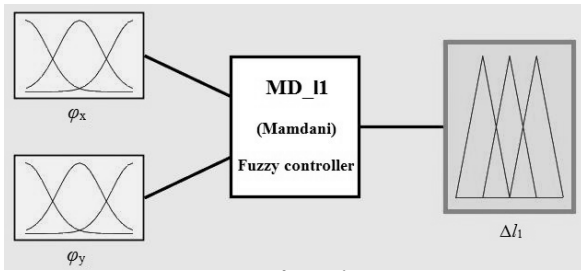 φx
φy
MD_l1
(Mamdani)
Fuzzy controller
Δl1